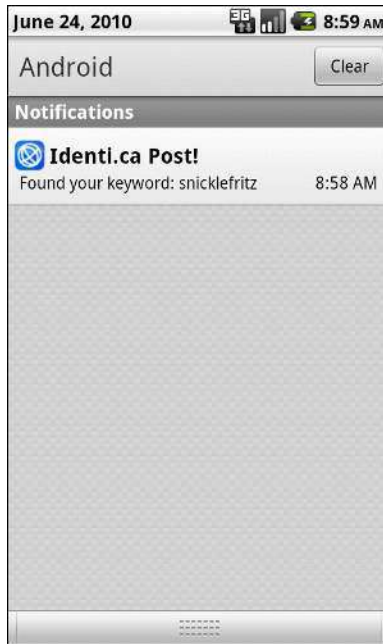 June 24, 2010 3G 8:59 AM
Android Clear
Notifications
Identi.ca Post!
Found your keyword: snicklefritz 8:58 AM